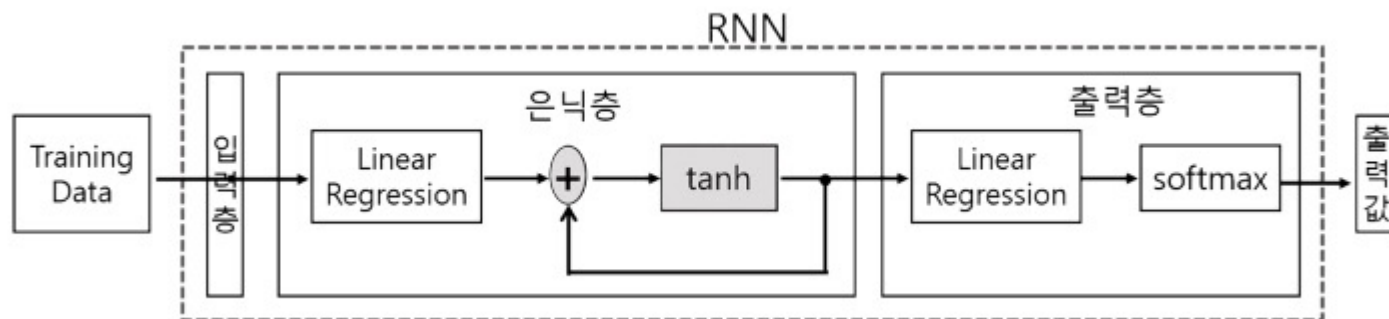 RNN
Training
Data
입력층
은닉층
Linear
Regression
+
tanh
출력층
Linear
Regression
softmax
출
력
값